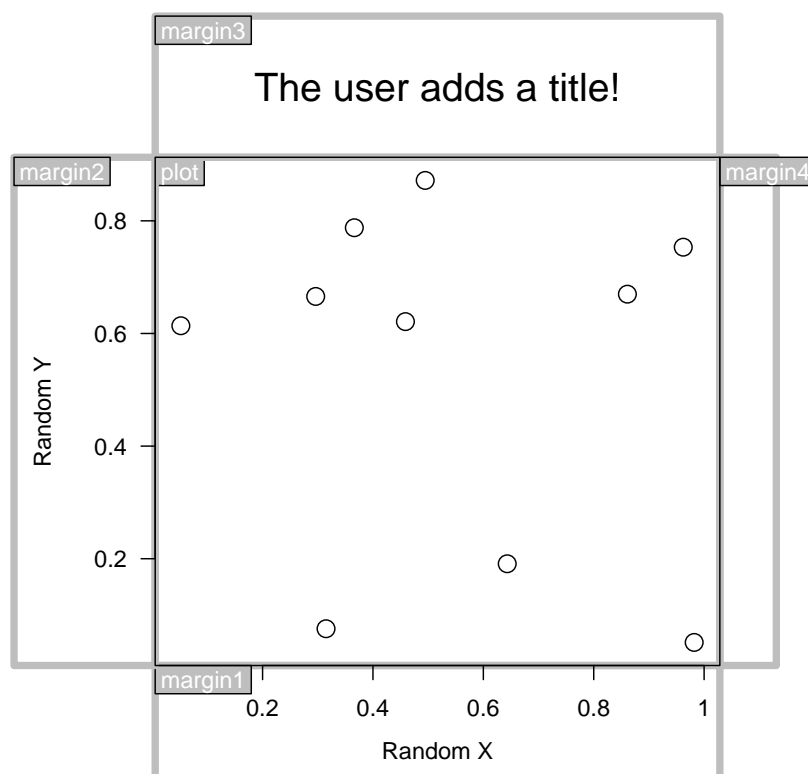 margin3
The user adds a title!
margin2
plot
margin4
0.8
0.6
0.4
0.2
Random Y
margin1
0.2 0.4 0.6 0.8 1
Random X